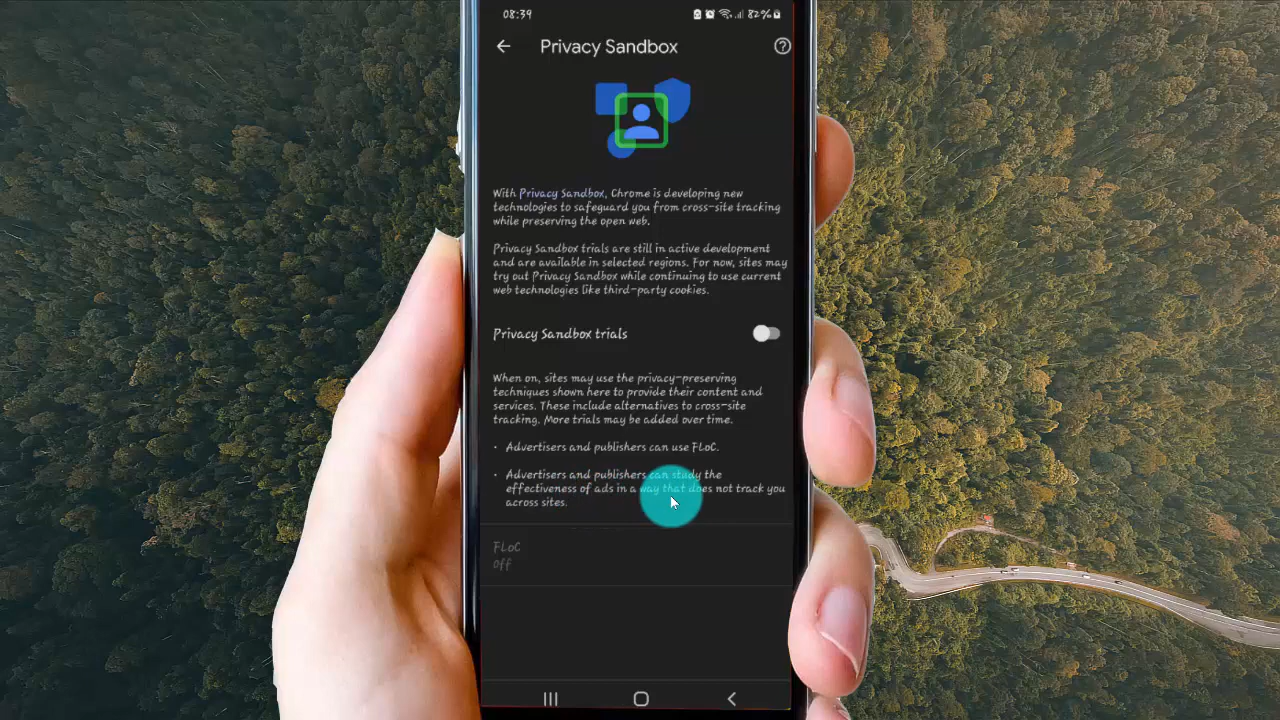 08:39 82%
Privacy Sandbox
With Privacy Sandbox, Chrome is developing new
technologies to safeguard you from cross-site tracking
while preserving the open web.
Privacy Sandbox trials are still in active development
and are available in selected regions. For now, sites may
try out Privacy Sandbox while continuing to use current
web technologies like third-party cookies.
Privacy Sandbox trials
When on, sites may use the privacy-preserving
techniques shown here to provide their content and
services. These include alternatives to cross-site
tracking. More trials may be added over time.
• Advertisers and publishers can use FLoC.
• Advertisers and publishers can study the
effectiveness of ads in a way that does not track you
across sites.
FLoC
Off